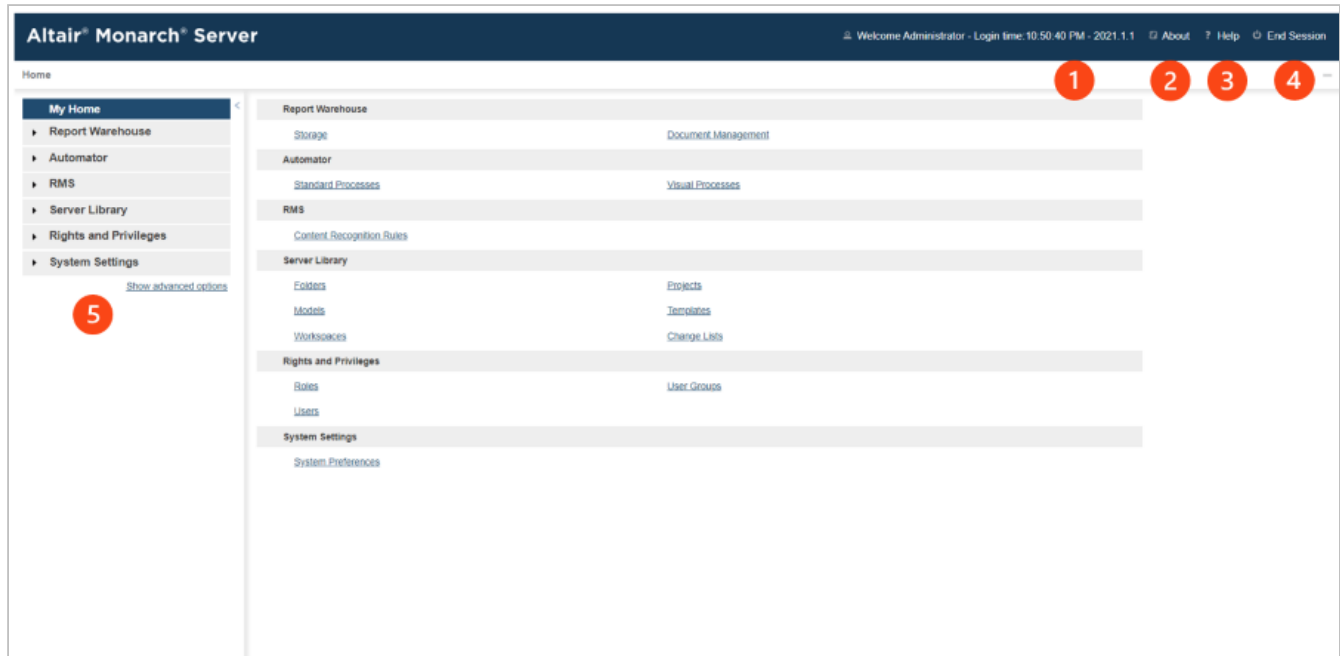 Altair® Monarch® Server
Welcome Administrator - Login time:10:50:40 PM - 2021.1.1 About ? Help End Session
Home
1 2 3 4
My Home
Report Warehouse
Automator
RMS
Server Library
Rights and Privileges
System Settings
Show advanced options
5
Report Warehouse
Storage Document Management
Automator
Standard Processes Visual Processes
RMS
Content Recognition Rules
Server Library
Folders Projects
Models Templates
Workspaces Change Lists
Rights and Privileges
Roles User Groups
Users
System Settings
System Preferences